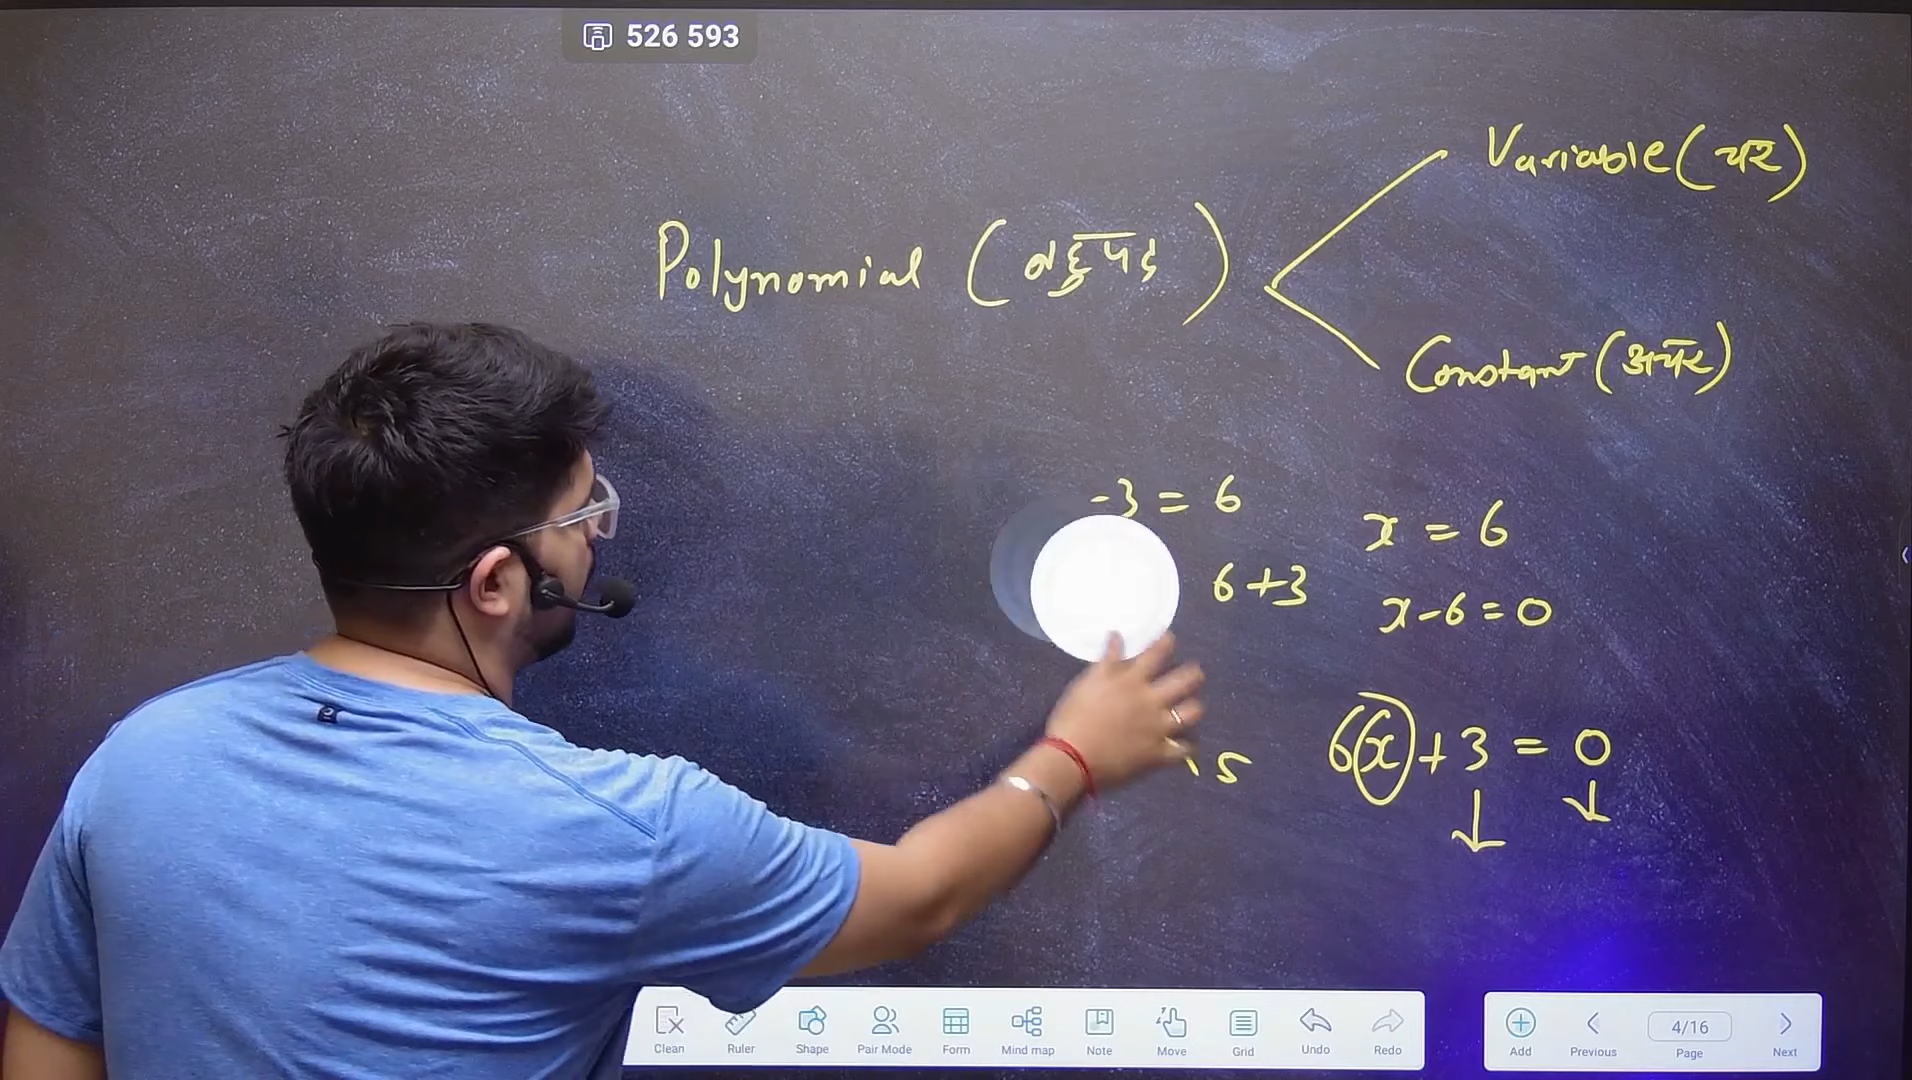 526 593
Variable (चर)
Polynomial (बहुपद)
Constant (अचर)
-3 = 6
x = 6
6+3
x-6=0
6x+3=0
5
Clean
Ruler
Shape
Pair Mode
Form
Mind map
Note
Move
Grid
Undo
Redo
Add
Previous
4/16
Page
Next